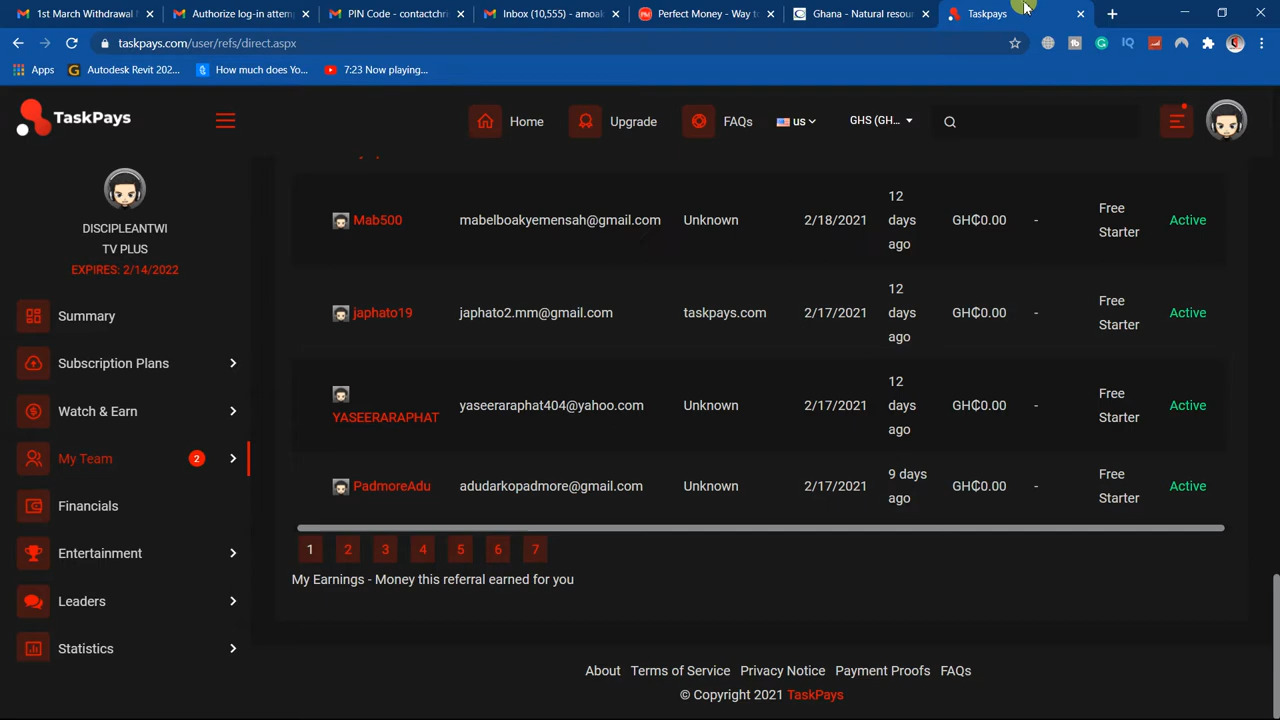 1st March Withdrawal
Authorize log-in attem
PIN Code - contactchri
Inbox (10,555) - amoak
Perfect Money - Way to
Ghana - Natural resou
Taskpays
taskpays.com/user/refs/direct.aspx
Apps
Autodesk Revit 202...
How much does Yo...
7:23 Now playing...
TaskPays
Home
Upgrade
FAQs
us
GHS (GH...
DISCIPLEANTWI
TV PLUS
EXPIRES: 2/14/2022
Summary
Subscription Plans
Watch & Earn
My Team
2
Financials
Entertainment
Leaders
Statistics
Mab500
mabelboakyemensah@gmail.com
Unknown
2/18/2021
12
days
ago
GH₵0.00
-
Free
Starter
Active
japhato19
japhato2.mm@gmail.com
taskpays.com
2/17/2021
12
days
ago
GH₵0.00
-
Free
Starter
Active
YASEERARAPHAT
yaseeraraphat404@yahoo.com
Unknown
2/17/2021
12
days
ago
GH₵0.00
-
Free
Starter
Active
PadmoreAdu
adudarkopadmore@gmail.com
Unknown
2/17/2021
9 days
ago
GH₵0.00
-
Free
Starter
Active
1 2 3 4 5 6 7
My Earnings - Money this referral earned for you
About Terms of Service Privacy Notice Payment Proofs FAQs
© Copyright 2021 TaskPays